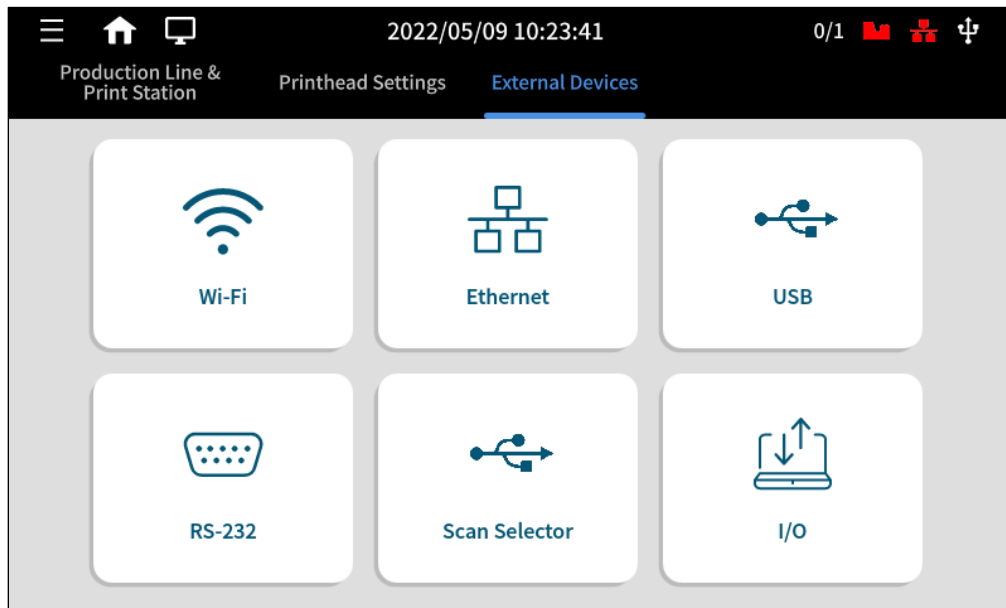 2022/05/09 10:23:41
0/1
Production Line &
Print Station
Printhead Settings
External Devices
Wi-Fi
Ethernet
USB
RS-232
Scan Selector
I/O